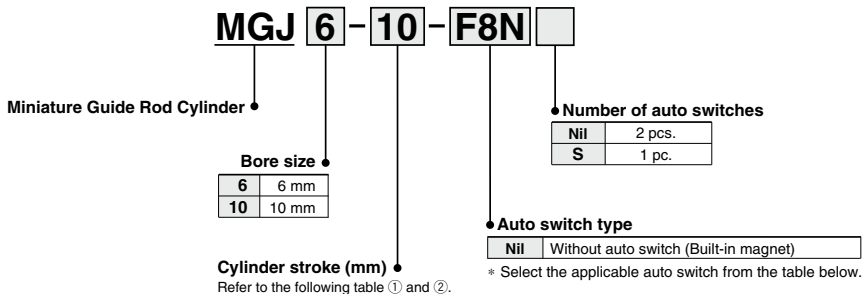 MGJ 6 - 10 - F8N
Miniature Guide Rod Cylinder
Number of auto switches
Nil 2 pcs.
S 1 pc.
Bore size
6 6 mm
10 10 mm
Auto switch type
Nil Without auto switch (Built-in magnet)
* Select the applicable auto switch from the table below.
Cylinder stroke (mm)
Refer to the following table ① and ②.